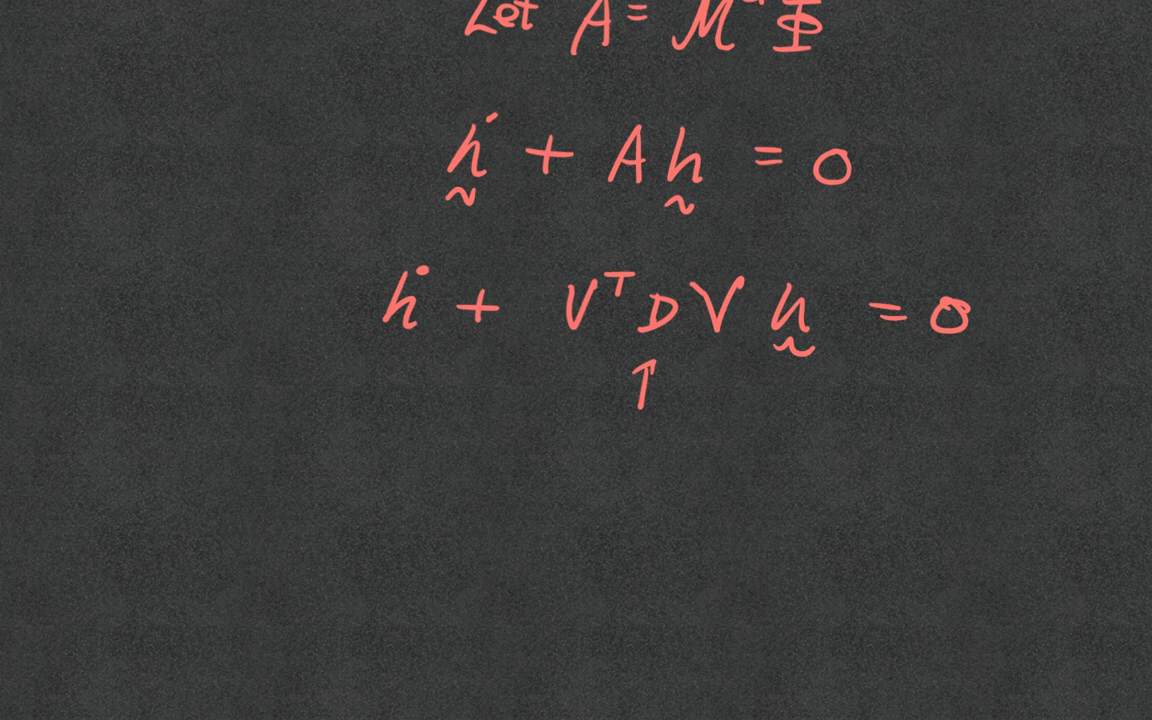 Let A = M⁻¹ Φ
ḣ + A h = 0
ḣ + Vᵀ D V h = 0
↑